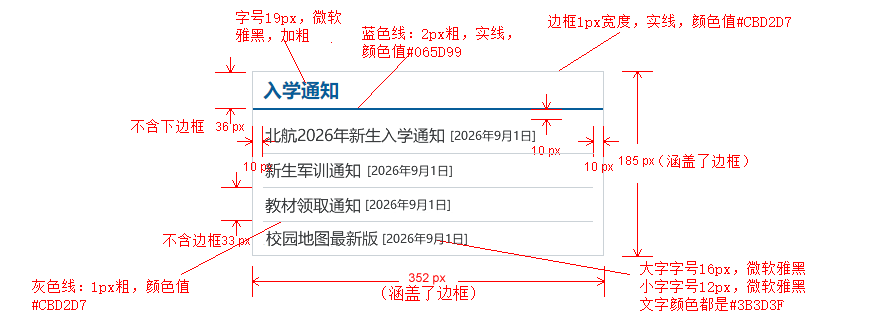 字号19px，微软
雅黑，加粗
蓝色线：2px粗，实线，
颜色值#065D99
边框1px宽度，实线，颜色值#CBD2D7
入学通知
不含下边框 36 px
北航2026年新生入学通知 [2026年9月1日]
10 px
10 px
10 px
185 px（涵盖了边框）
新生军训通知 [2026年9月1日]
教材领取通知 [2026年9月1日]
不含边框33 px
校园地图最新版 [2026年9月1日]
灰色线：1px粗，颜色值
#CBD2D7
352 px
（涵盖了边框）
大字字号16px，微软雅黑
小字字号12px，微软雅黑
文字颜色都是#3B3D3F